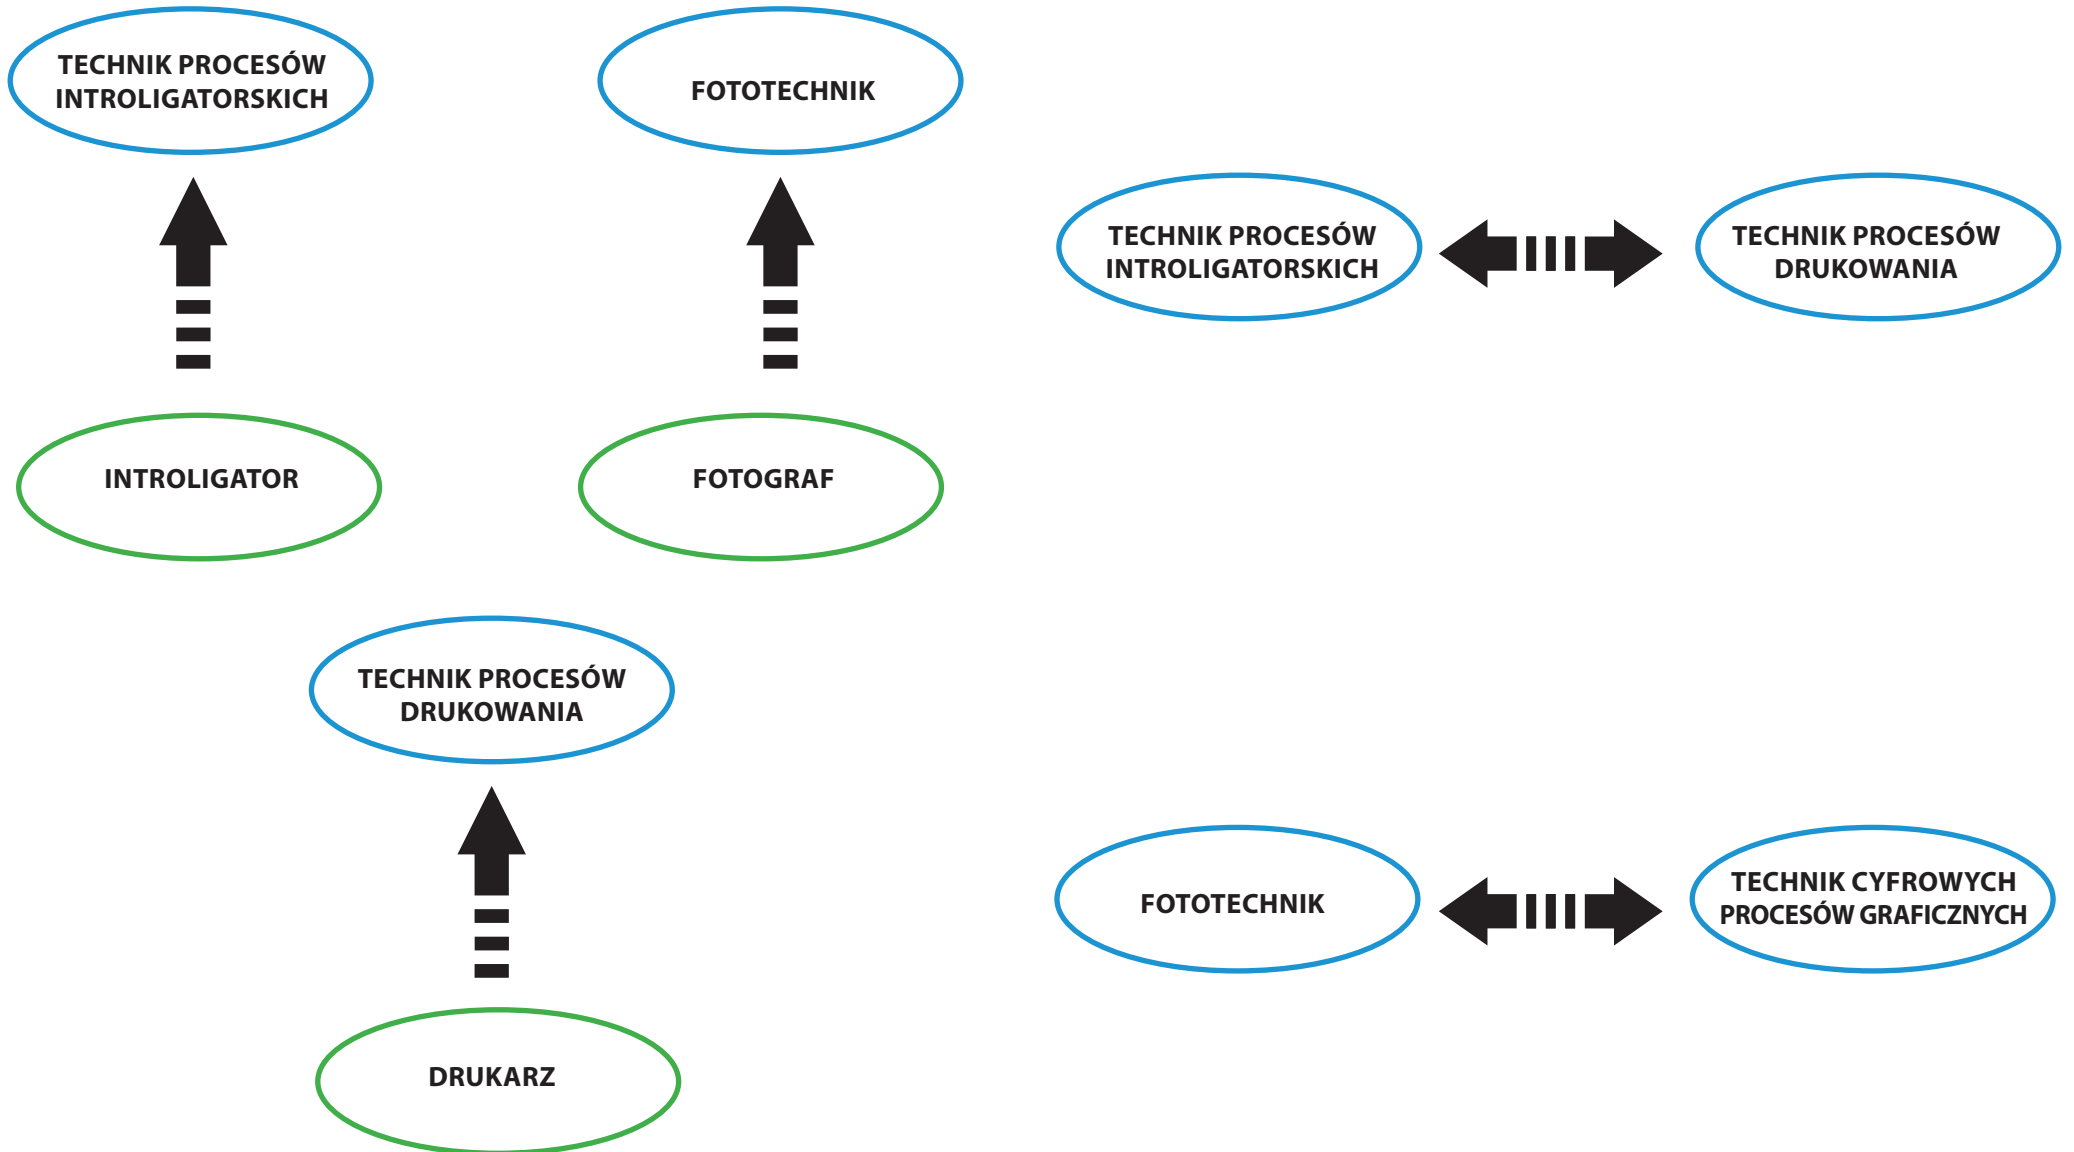 TECHNIK PROCESÓW
INTROLIGATORSKICH
FOTOTECHNIK
INTROLIGATOR
FOTOGRAF
TECHNIK PROCESÓW
DRUKOWANIA
DRUKARZ
TECHNIK PROCESÓW
INTROLIGATORSKICH
TECHNIK PROCESÓW
DRUKOWANIA
FOTOTECHNIK
TECHNIK CYFROWYCH
PROCESÓW GRAFICZNYCH